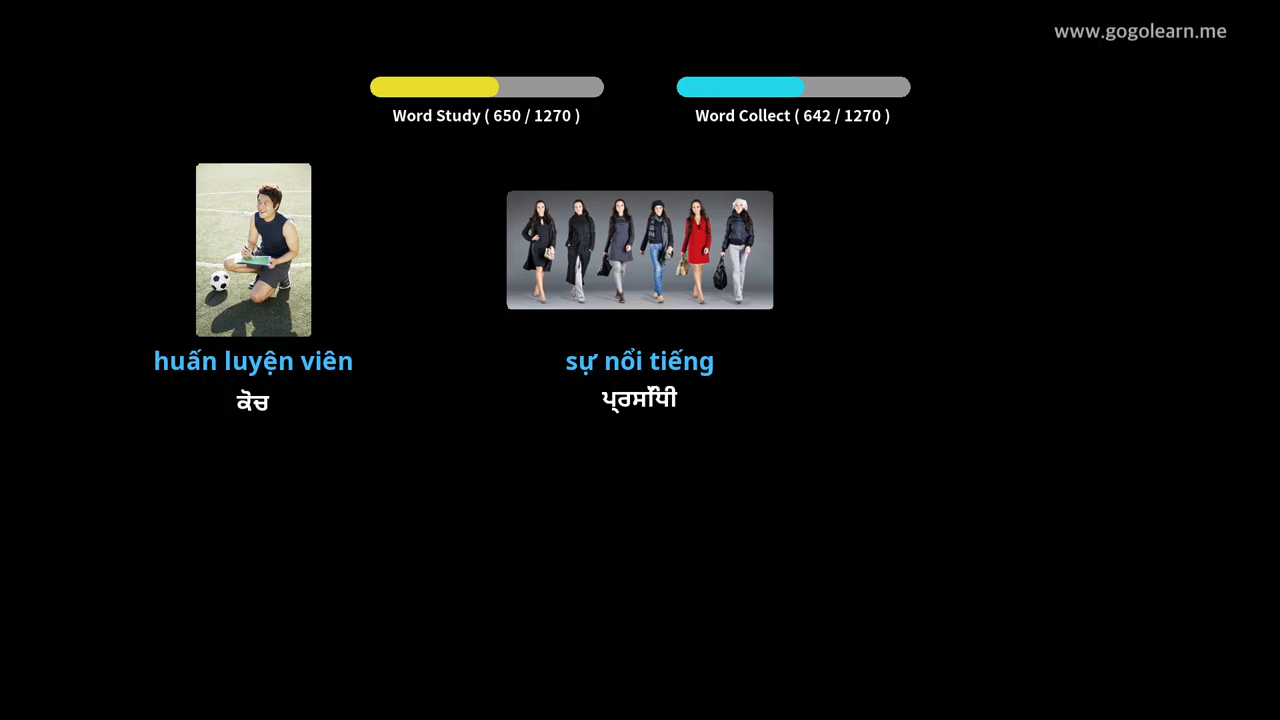 www.gogolearn.me
Word Study ( 650 / 1270 )
Word Collect ( 642 / 1270 )
huấn luyện viên
ਕੋਚ
sự nổi tiếng
ਪ੍ਰਸਿੱਧੀ